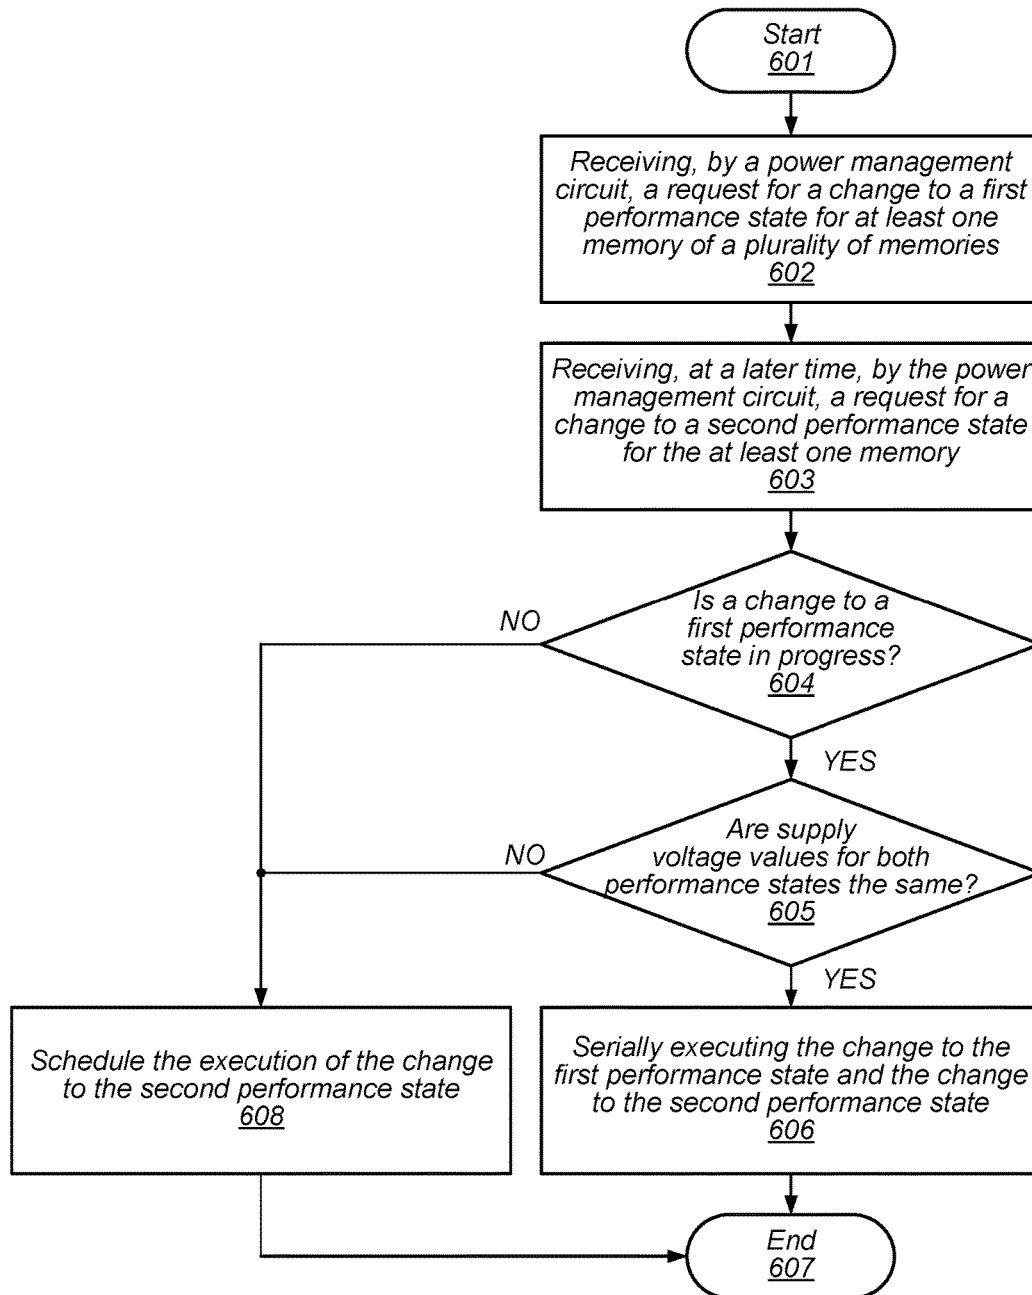 Start
601
Receiving, by a power management
circuit, a request for a change to a first
performance state for at least one
memory of a plurality of memories
602
Receiving, at a later time, by the power
management circuit, a request for a
change to a second performance state
for the at least one memory
603
Is a change to a
first performance
state in progress?
604
NO
YES
Are supply
voltage values for both
performance states the same?
605
NO
YES
Schedule the execution of the change
to the second performance state
608
Serially executing the change to the
first performance state and the change
to the second performance state
606
End
607